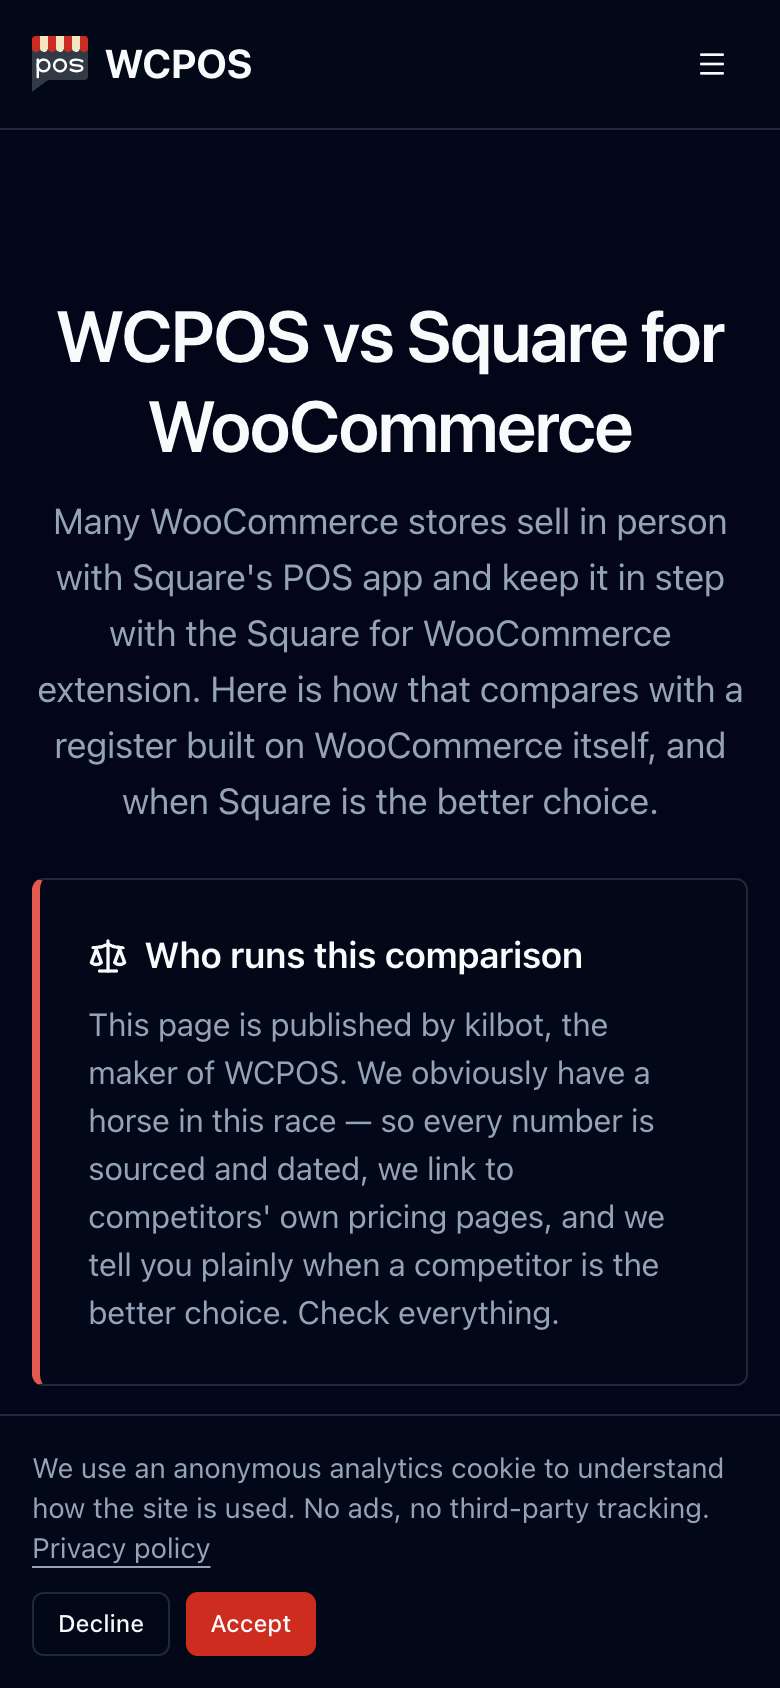 pos WCPOS
WCPOS vs Square for
WooCommerce
Many WooCommerce stores sell in person
with Square's POS app and keep it in step
with the Square for WooCommerce
extension. Here is how that compares with a
register built on WooCommerce itself, and
when Square is the better choice.
Who runs this comparison
This page is published by kilbot, the
maker of WCPOS. We obviously have a
horse in this race — so every number is
sourced and dated, we link to
competitors' own pricing pages, and we
tell you plainly when a competitor is the
better choice. Check everything.
We use an anonymous analytics cookie to understand
how the site is used. No ads, no third-party tracking.
Privacy policy
Decline Accept